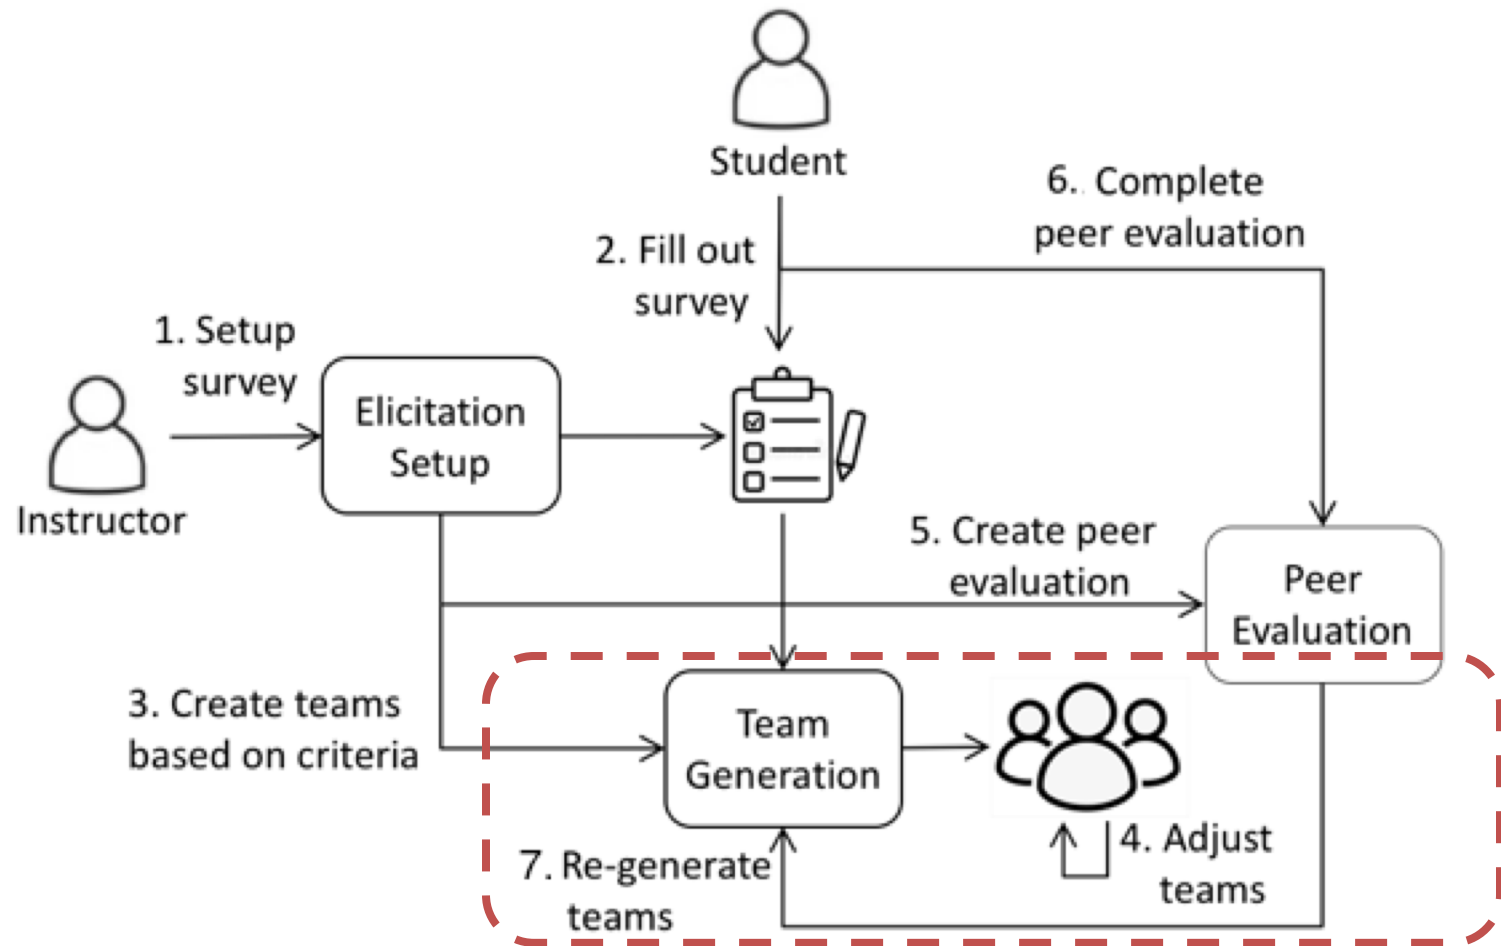 Student
6. Complete
peer evaluation
2. Fill out
survey
1. Setup
survey
Elicitation
Setup
Instructor
5. Create peer
evaluation
Peer
Evaluation
3. Create teams
based on criteria
Team
Generation
4. Adjust
teams
7. Re-generate
teams